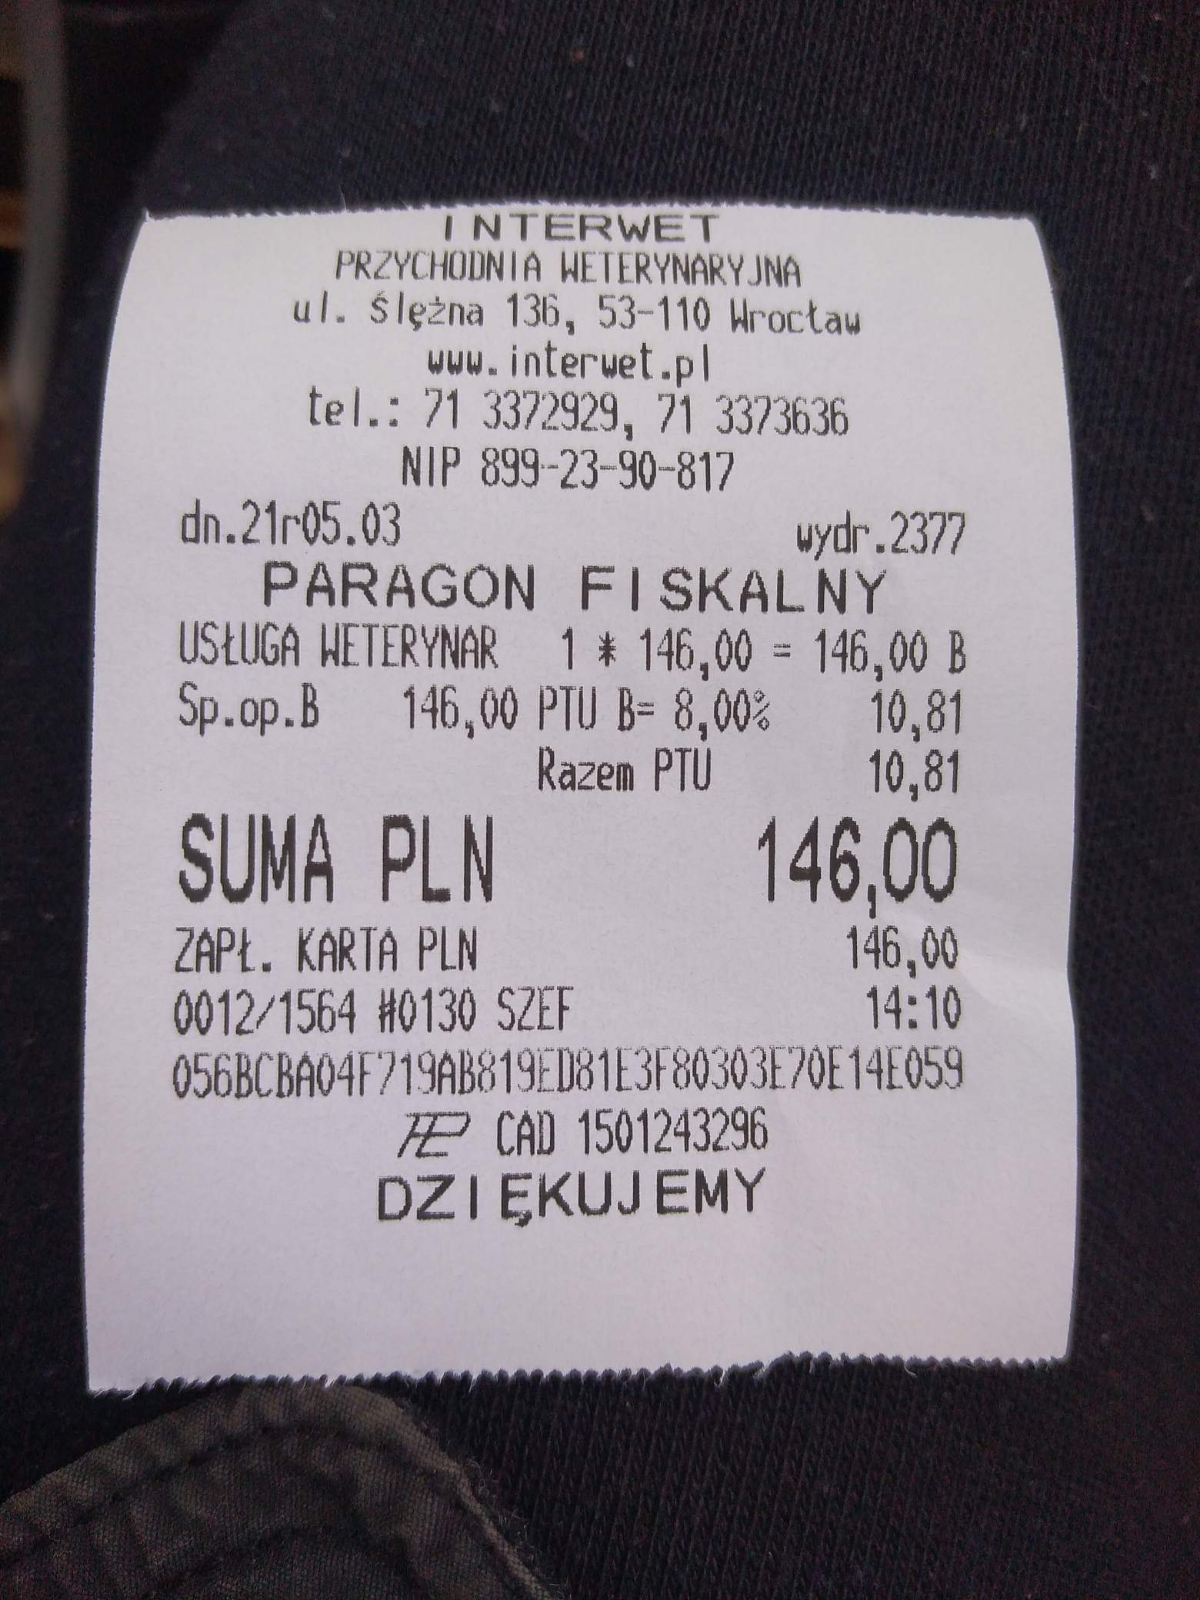 INTERWET
PRZYCHODNIA WETERYNARYJNA
ul. Ślężna 136, 53-110 Wrocław
www.interwet.pl
tel.: 71 3372929, 71 3373636
NIP 899-23-90-817
dn.21r05.03 wydr.2377
PARAGON FISKALNY
USŁUGA WETERYNAR 1 * 146,00 = 146,00 B
Sp.op.B 146,00 PTU B= 8,00% 10,81
Razem PTU 10,81
SUMA PLN 146,00
ZAPŁ. KARTA PLN 146,00
0012/1564 #0130 SZEF 14:10
056BCBA04F719AB819ED81E3F80303E70E14E059
PL CAD 1501243296
DZIĘKUJEMY